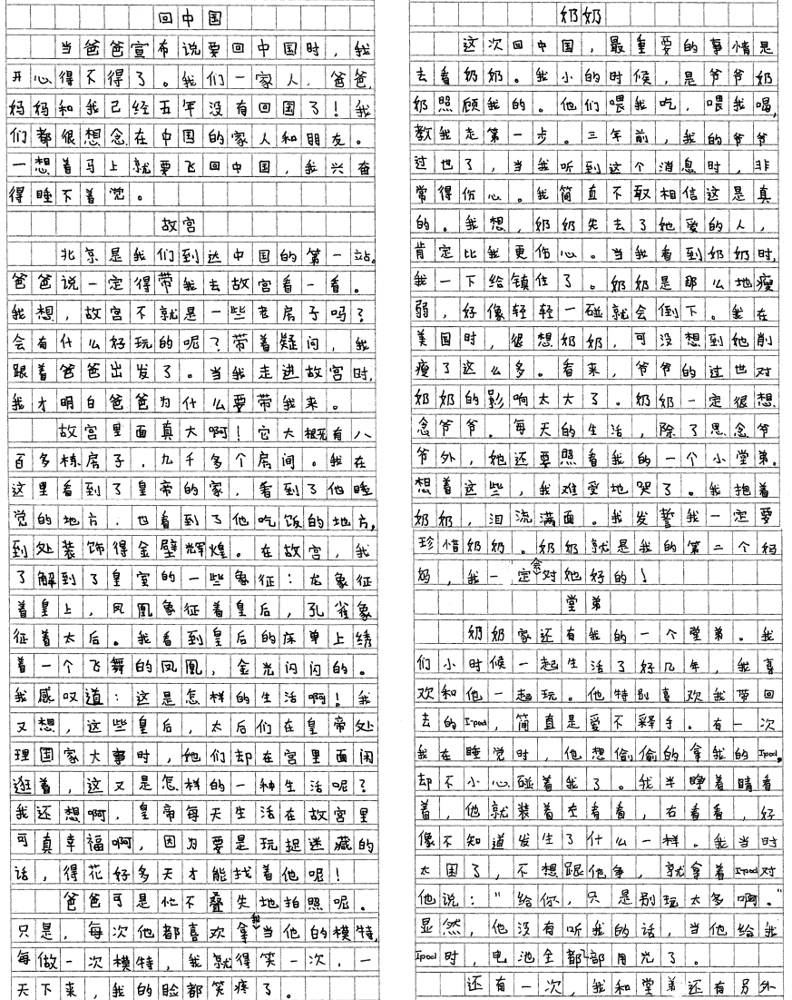 回中国
当爸爸宣布说要回中国时，我
开心得不得了。我们一家人，爸爸，
妈妈和我己经五年没有回国了！我
们都很想念在中国的家人和朋友。
一想着马上就要飞回中国，我兴奋
得睡不着觉。
故宫
北京是我们到达中国的第一站。
爸爸说一定得带我去故宫看一看。
我想，故宫不就是一些老房子吗？
会有什么好玩的呢？带着疑问，我
跟着爸爸出发了。当我走进故宫时，
我才明白爸爸为什么要带我来。
故宫里面真大啊！它大概有八
百多栋房子，九千多个房间。我在
这里看到了皇帝的家，看到了他睡
觉的地方，也看到了他吃饭的地方，
到处装饰得金壁辉煌。在故宫，我
了解到了皇室的一些象征：龙象征
着皇上，凤凰象征着皇后，孔雀象
征着太后。我看到皇后的床单上绣
着一个飞舞的凤凰，金光闪闪的。
我感叹道：这是怎样的生活啊！我
又想，这些皇后，太后们在皇帝处
理国家大事时，她们却在宫里面闲
逛着，这又是怎样的一种生活呢？
我还想啊，皇帝每天生活在故宫里
可真幸福啊，因为要是玩捉迷藏的
话，得花好多天才能找着他呢！
爸爸可是忙不叠失地拍照呢。
只是，每次他都喜欢拿我当他的模特，
每做一次模特，我就得笑一次，一
天下来，我的脸都笑疼了。
奶奶
这次回中国，最重要的事情是
去看奶奶。我小的时候，是爷爷奶
奶照顾我的。他们喂我吃，喂我喝，
教我走第一步。三年前，我的爷爷
过世了，当我听到这个消息时，非
常得伤心。我简直不敢相信这是真
的。我想，奶奶失去了她爱的人，
肯定比我更伤心。当我看到奶奶时，
我一下给镇住了。奶奶是那么地瘦
弱，好像轻轻一碰就会倒下。我在
美国时，很想奶奶，可没想到她削
瘦了这么多。看来，爷爷的过世对
奶奶的影响太大了。奶奶一定很想
念爷爷。每天的生活，除了思念爷
爷外，她还要照看我的一个小堂弟。
想着这些，我难受地哭了。我抱着
奶奶，泪流满面。我发誓我一定要
珍惜奶奶。奶奶就是我的第二个妈
妈，我一定会对她好的！
堂弟
奶奶家还有我的一个堂弟。我
们小时候一起生活了好几年，我喜
欢和他一起玩。他特别喜欢我带回
去的I-pod，简直是爱不释手。有一次
我在睡觉时，他想偷偷的拿我的Ipod，
却不小心碰着我了。我半睁着睛看
着，他就装着左看看，右看看，好
像不知道发生了什么一样。我当时
太困了，不想跟他争，就拿着I-pod对
他说："给你，只是别玩太多啊。"
显然，他没有听我的话，当他给我
Ipod时，电池全都部用光了。
还有一次，我和堂弟还有另外